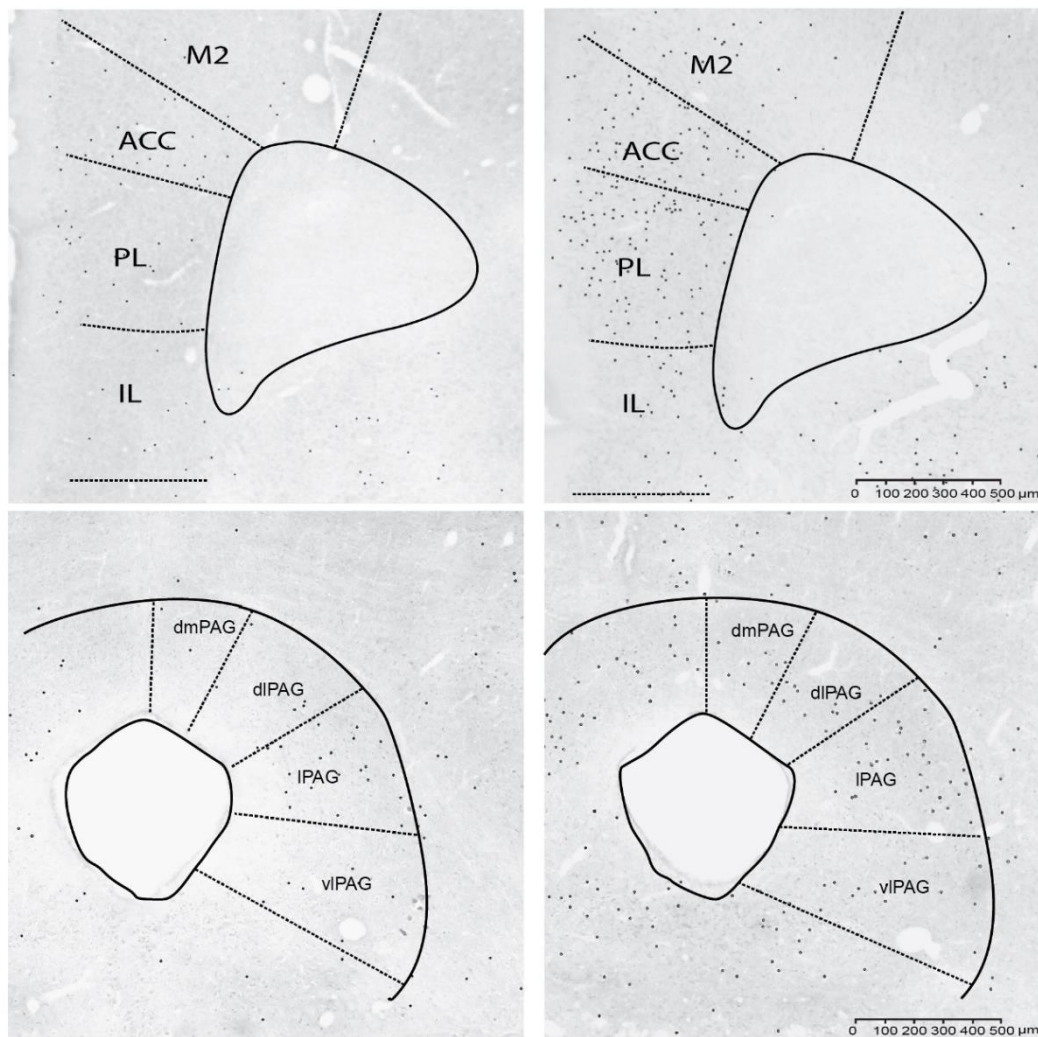 M2
ACC
PL
IL
M2
ACC
PL
IL
0 100 200 300 400 500 µm
dmPAG
dlPAG
lPAG
vlPAG
dmPAG
dlPAG
lPAG
vlPAG
0 100 200 300 400 500 µm